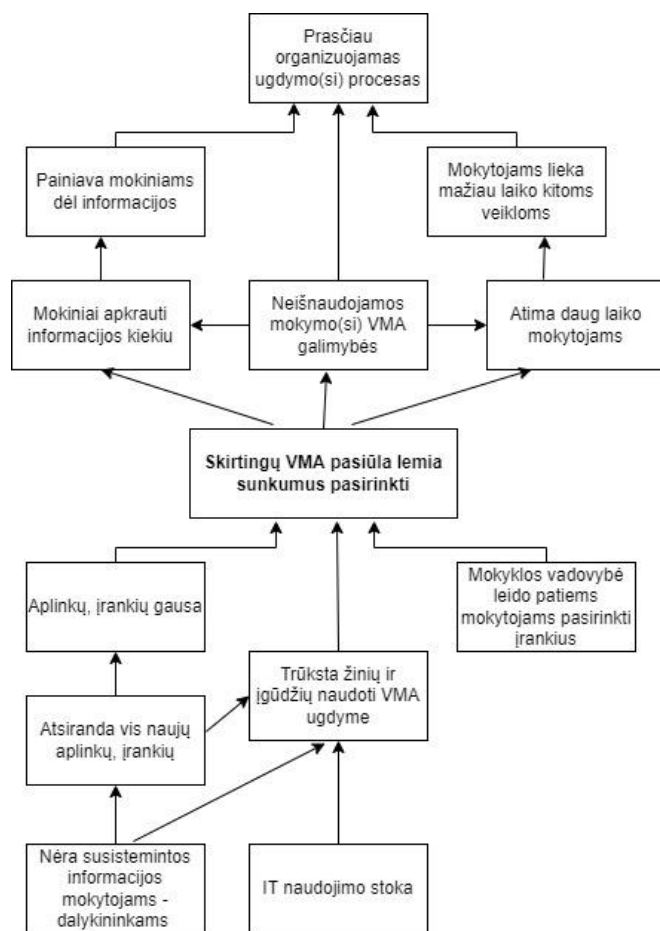 Prasčiau
organizuojamas
ugdymo(si) procesas
Painiava mokiniams
dėl informacijos
Mokytojams lieka
mažiau laiko kitoms
veikloms
Mokiniai apkrauti
informacijos kiekiu
Neišnaudojamos
mokymo(si) VMA
galimybės
Atima daug laiko
mokytojams
Skirtingų VMA pasiūla lemia
sunkumus pasirinkti
Aplinkų, įrankių gausa
Mokyklos vadovybė
leido patiems
mokytojams pasirinkti
įrankius
Trūksta žinių ir
įgūdžių naudoti VMA
ugdyme
Atsiranda vis naujų
aplinkų, įrankių
Nėra susistemintos
informacijos
mokytojams -
dalykininkams
IT naudojimo stoka